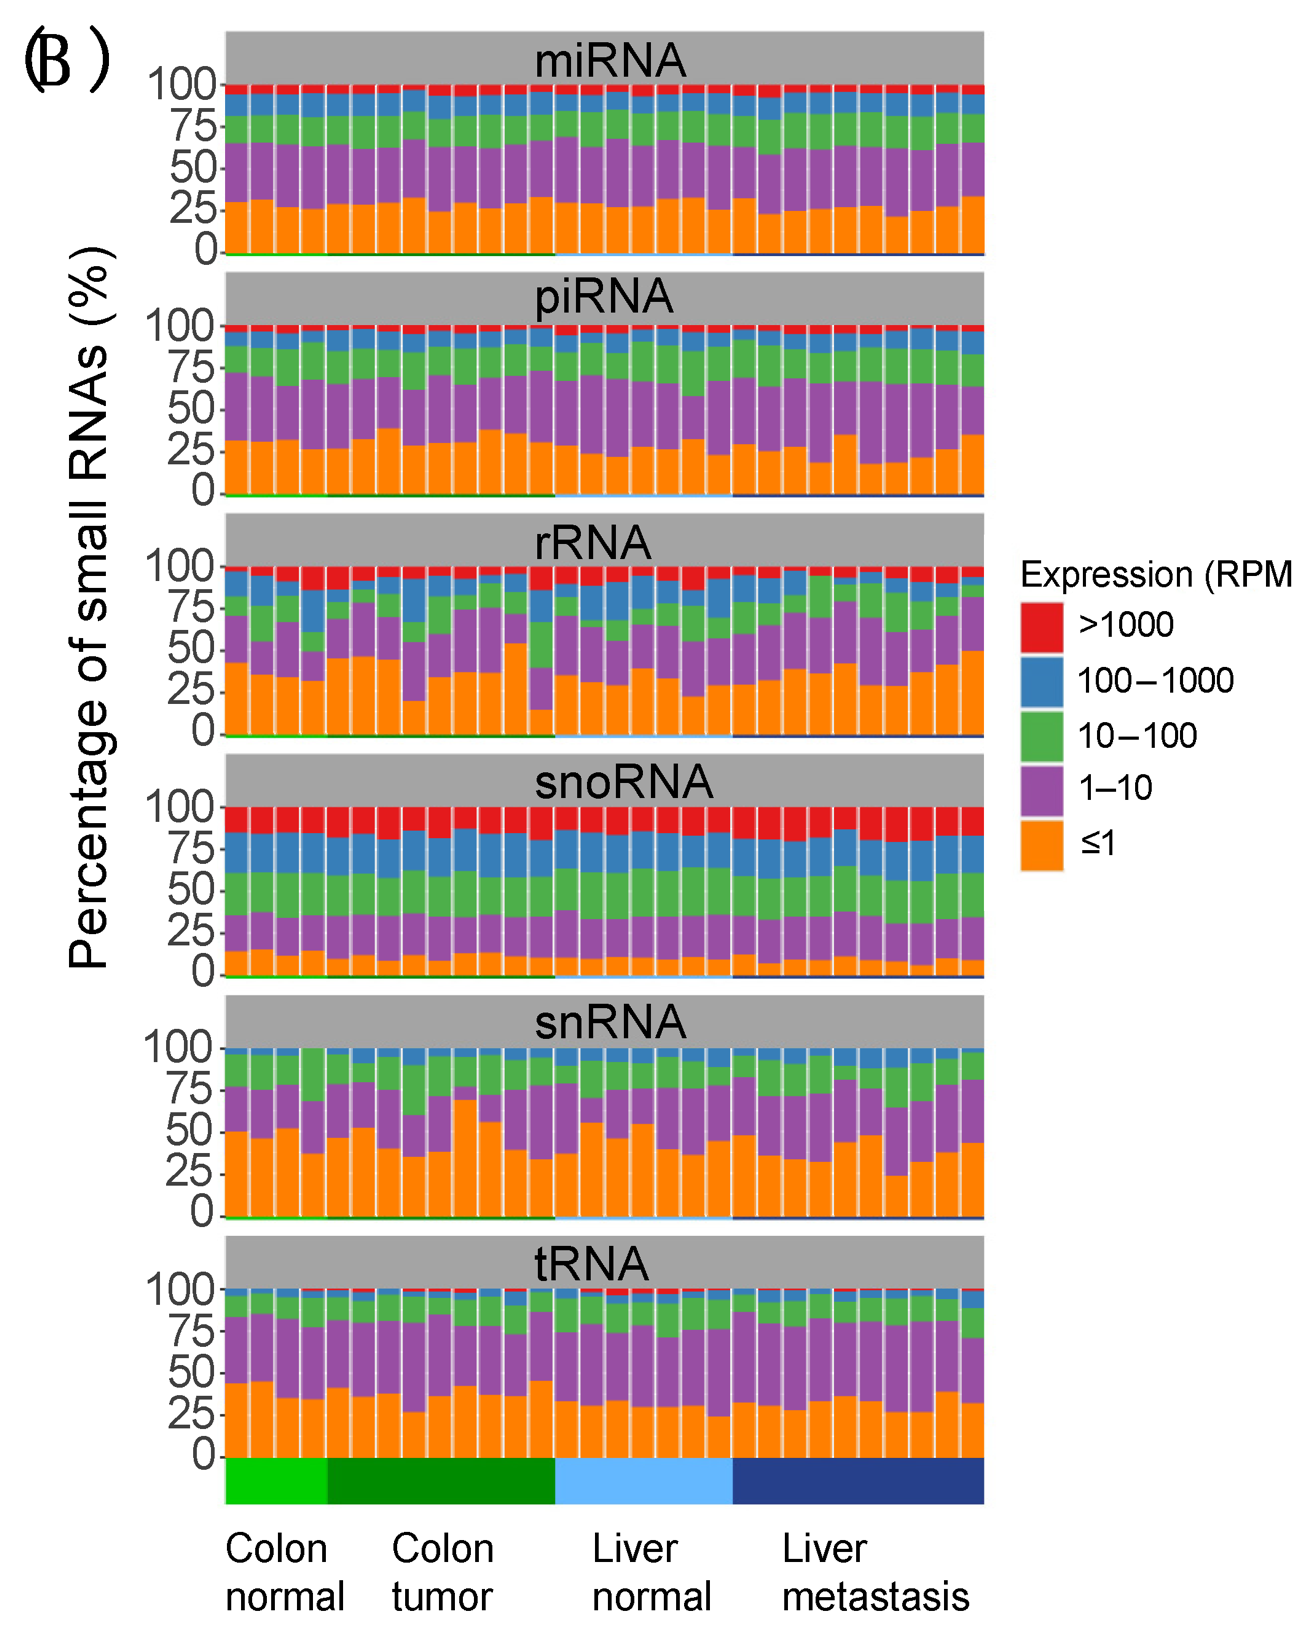 (B)
Percentage of small RNAs (%)
miRNA
100
75
50
25
0
piRNA
100
75
50
25
0
rRNA
100
75
50
25
0
snoRNA
100
75
50
25
0
snRNA
100
75
50
25
0
tRNA
100
75
50
25
0
Colon
normal
Colon
tumor
Liver
normal
Liver
metastasis
Expression (RPM
>1000
100–1000
10–100
1–10
≤1